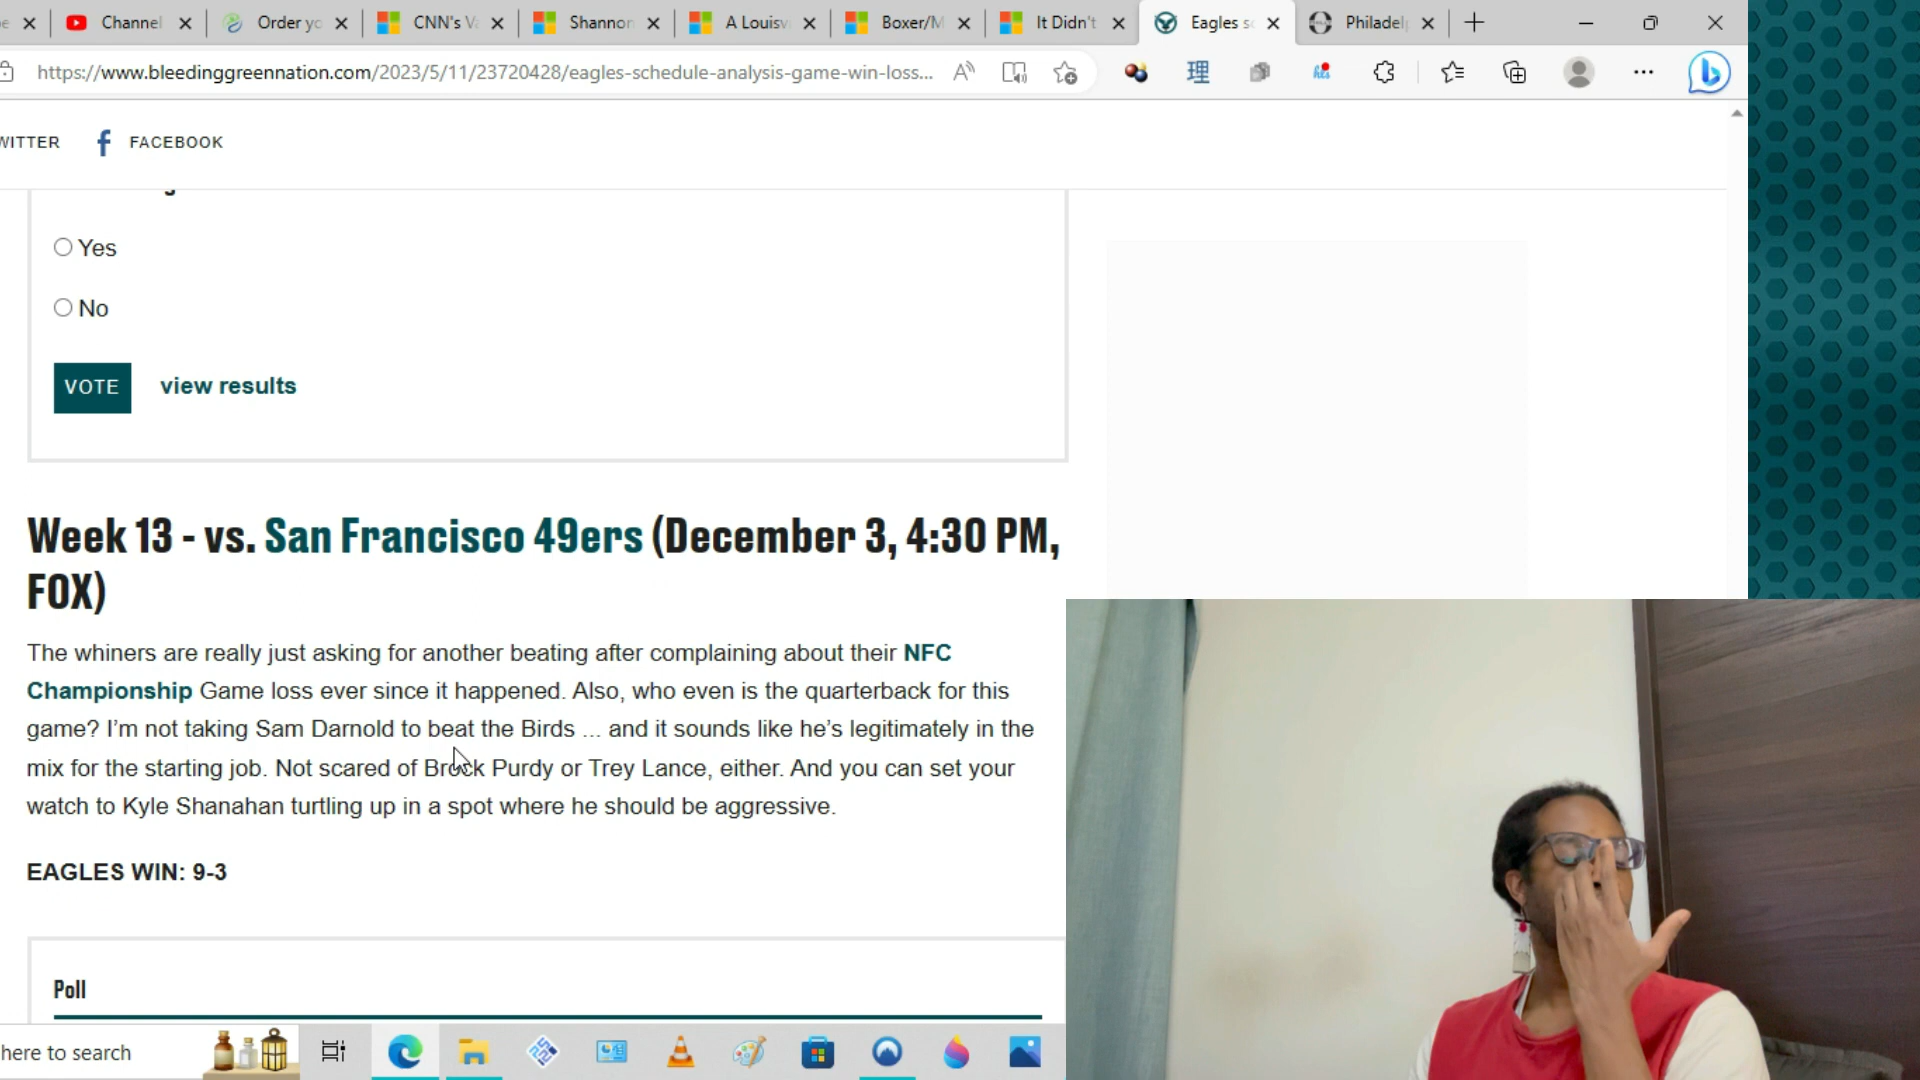 Channel
Order yo
CNN's Va
Shannon
A Louisv
Boxer/M
It Didn't
Eagles sc
Philadel
https://www.bleedinggreennation.com/2023/5/11/23720428/eagles-schedule-analysis-game-win-loss...
理
WITTER
FACEBOOK
Yes
No
VOTE
view results
Week 13 - vs. San Francisco 49ers (December 3, 4:30 PM,
FOX)
The whiners are really just asking for another beating after complaining about their NFC
Championship Game loss ever since it happened. Also, who even is the quarterback for this
game? I'm not taking Sam Darnold to beat the Birds ... and it sounds like he's legitimately in the
mix for the starting job. Not scared of Brock Purdy or Trey Lance, either. And you can set your
watch to Kyle Shanahan turtling up in a spot where he should be aggressive.
EAGLES WIN: 9-3
Poll
here to search